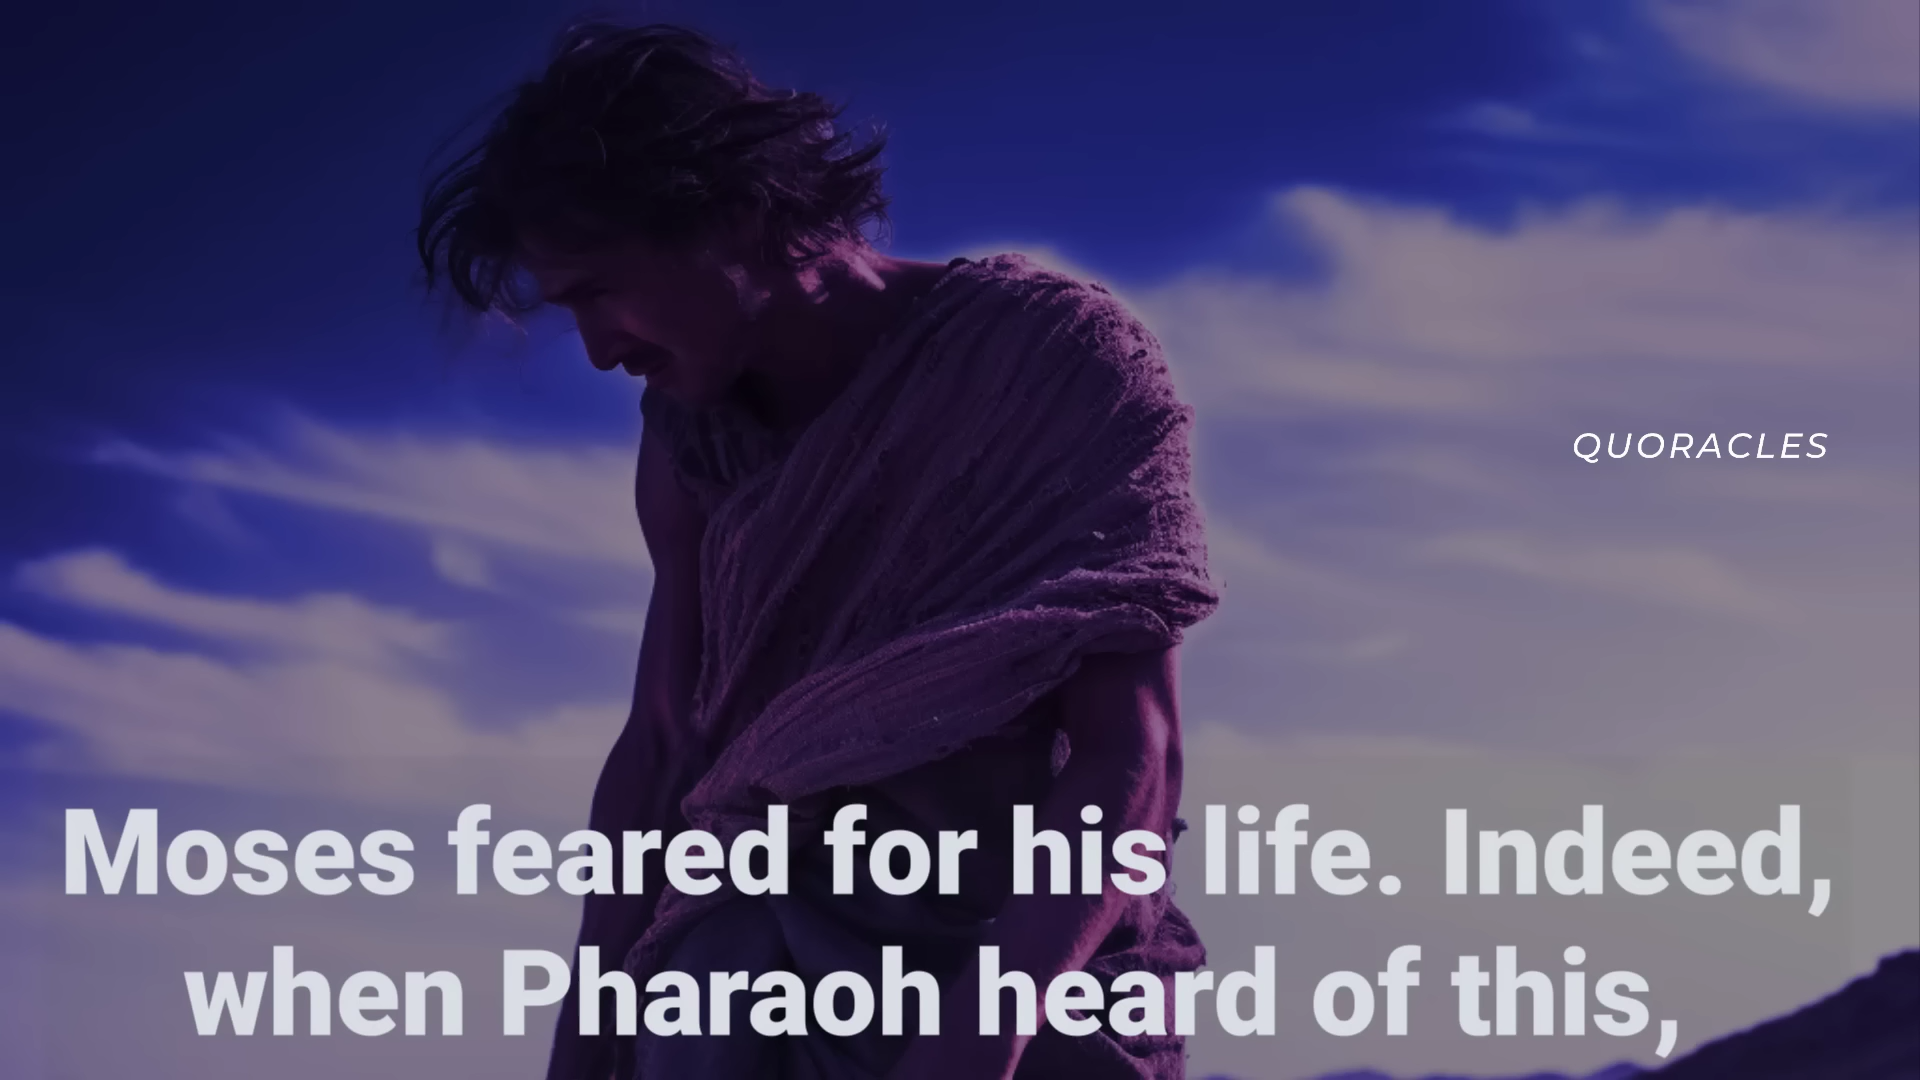 QUORACLES
Moses feared for his life. Indeed,
when Pharaoh heard of this,